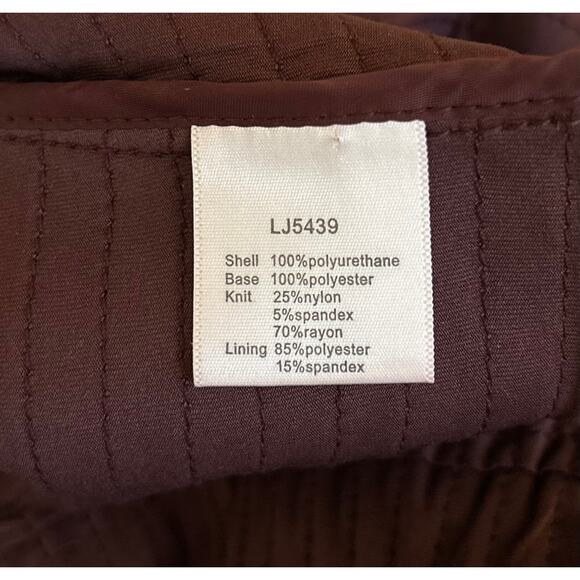 LJ5439
Shell 100%polyurethane
Base 100%polyester
Knit 25%nylon
5%spandex
70%rayon
Lining 85%polyester
15%spandex